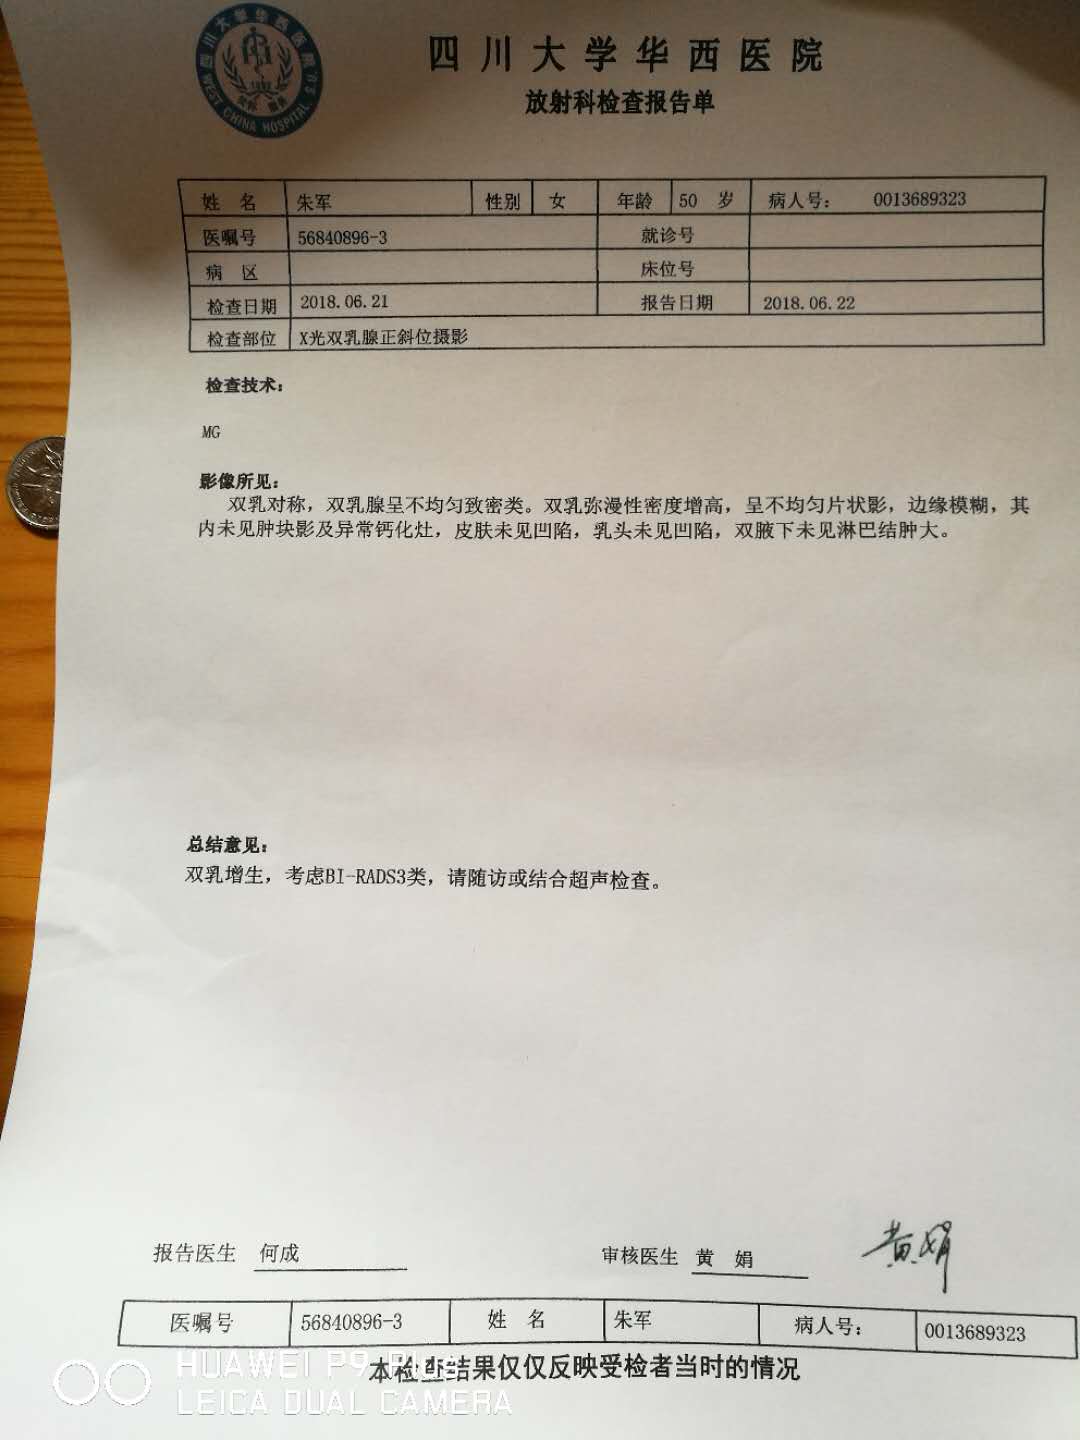 四川大学华西医院
放射科检查报告单
四川大学华西医院
WEST CHINA HOSPITAL, S.U.
1892
姓 名 朱军 性别 女 年龄 50 岁 病人号: 0013689323
医嘱号 56840896-3 就诊号
病 区 床位号
检查日期 2018.06.21 报告日期 2018.06.22
检查部位 X光双乳腺正斜位摄影
检查技术:
MG
影像所见:
双乳对称，双乳腺呈不均匀致密类。双乳弥漫性密度增高，呈不均匀片状影，边缘模糊，其
内未见肿块影及异常钙化灶，皮肤未见凹陷，乳头未见凹陷，双腋下未见淋巴结肿大。
总结意见:
双乳增生，考虑BI-RADS3类，请随访或结合超声检查。
报告医生 何成 审核医生 黄 娟 黄娟
医嘱号 56840896-3 姓 名 朱军 病人号: 0013689323
本检查结果仅仅反映受检者当时的情况
HUAWEI P9 PLUS
LEICA DUAL CAMERA